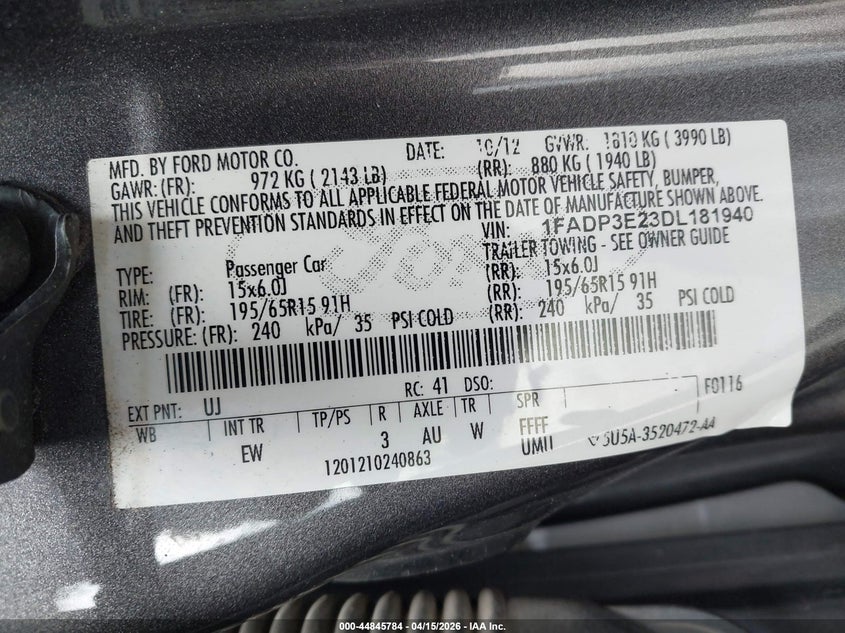 MFD. BY FORD MOTOR CO. DATE: 10/12 GVWR: 1810 KG ( 3990 LB)
GAWR: (FR): 972 KG ( 2143 LB) (RR): 880 KG ( 1940 LB)
THIS VEHICLE CONFORMS TO ALL APPLICABLE FEDERAL MOTOR VEHICLE SAFETY, BUMPER,
AND THEFT PREVENTION STANDARDS IN EFFECT ON THE DATE OF MANUFACTURE SHOWN ABOVE.
VIN: 1FADP3E23DL181940
TYPE: Passenger Car TRAILER TOWING - SEE OWNER GUIDE
RIM: (FR): 15x6.0J (RR): 15x6.0J
TIRE: (FR): 195/65R15 91H (RR): 195/65R15 91H
PRESSURE: (FR): 240 kPa/ 35 PSI COLD (RR): 240 kPa/ 35 PSI COLD
EXT PNT: UJ RC: 41 DSO: F0116
WB INT TR TP/PS R AXLE TR SPR
EW 3 AU W FFFF
UMII
1201210240863 5U5A-3520472-AA
000-44845784 - 04/15/2026 - IAA Inc.